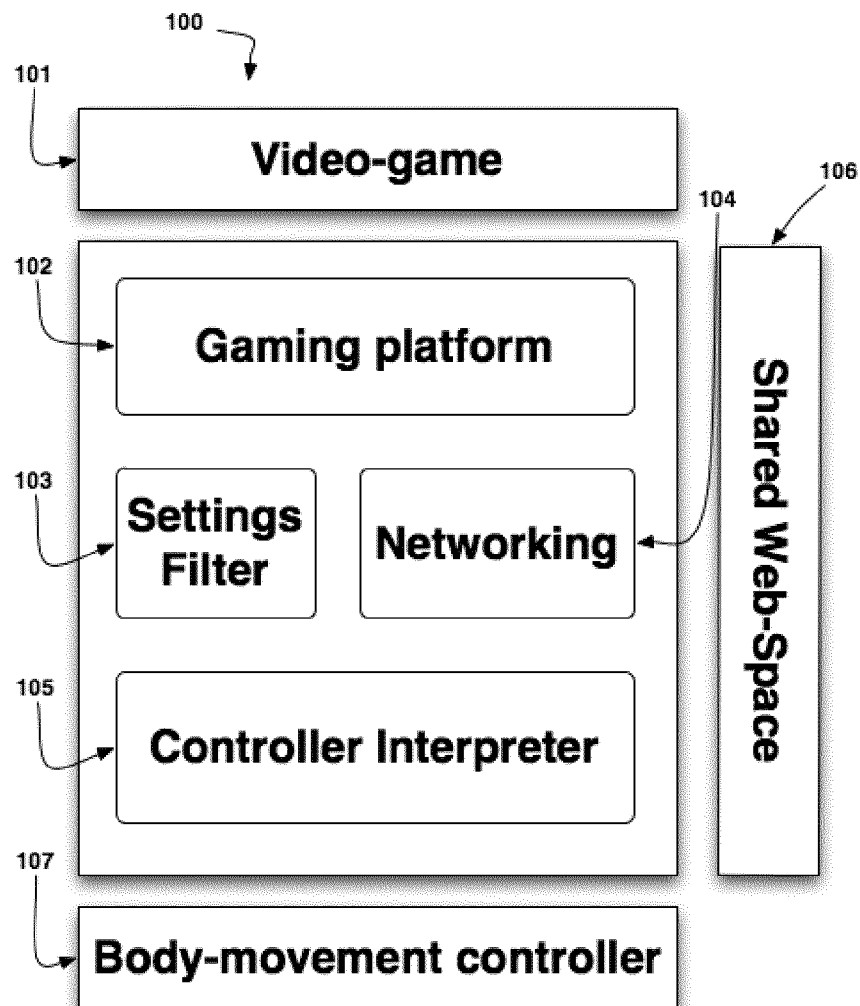 100
101
Video-game
106
104
102
Gaming platform
Shared Web-Space
103
Settings
Filter
Networking
105
Controller Interpreter
107
Body-movement controller